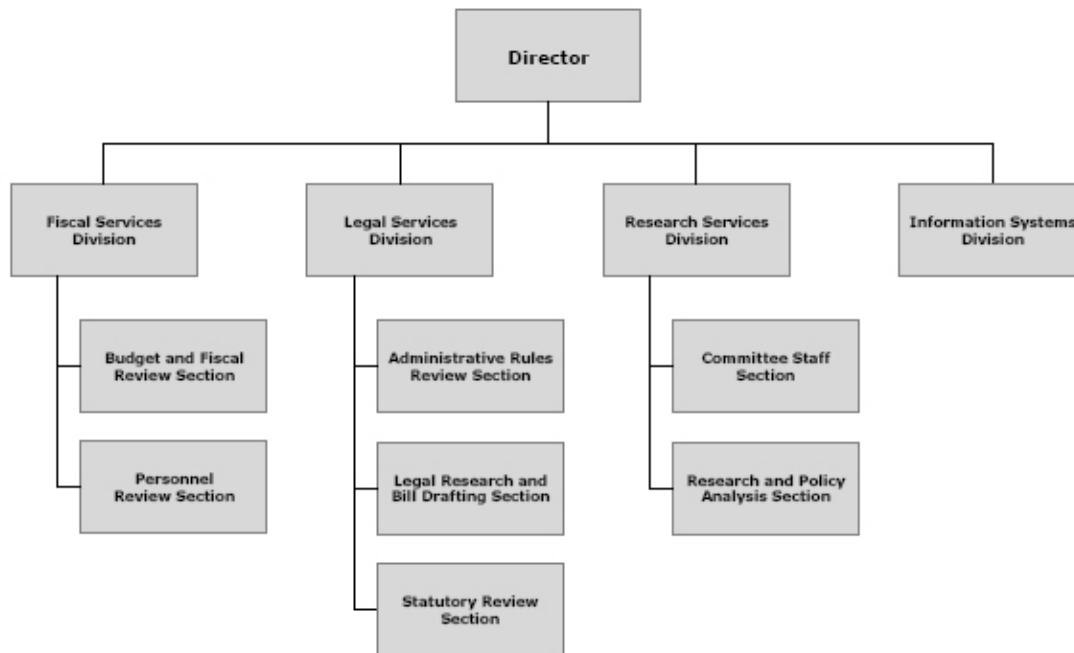 Director
Fiscal Services
Division
Legal Services
Division
Research Services
Division
Information Systems
Division
Budget and Fiscal
Review Section
Administrative Rules
Review Section
Committee Staff
Section
Personnel
Review Section
Legal Research and
Bill Drafting Section
Research and Policy
Analysis Section
Statutory Review
Section